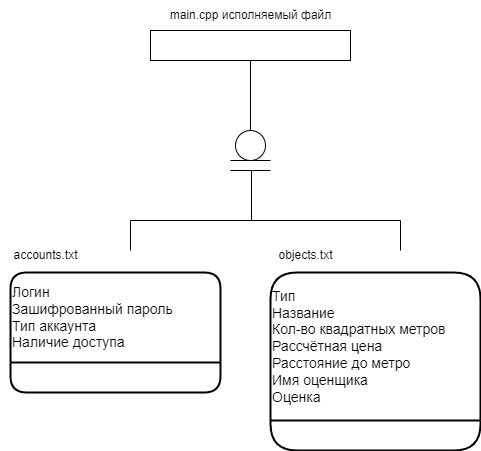 main.cpp исполняемый файл
accounts.txt
Логин
Зашифрованный пароль
Тип аккаунта
Наличие доступа
objects.txt
Тип
Название
Кол-во квадратных метров
Рассчётная цена
Расстояние до метро
Имя оценщика
Оценка